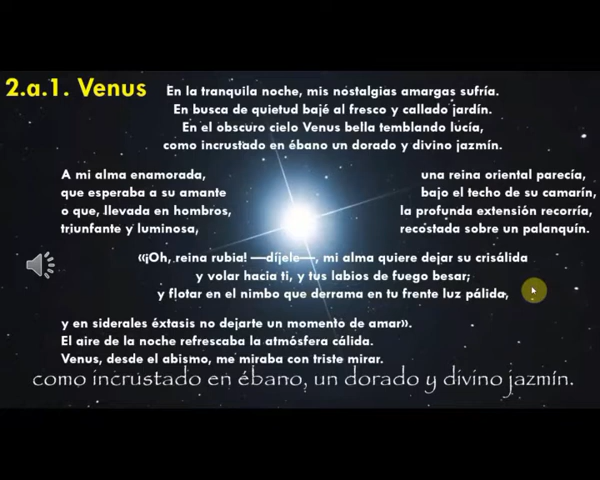 2.a.1. Venus
En la tranquila noche, mis nostalgias amargas sufría.
En busca de quietud bajé al fresco y callado jardín.
En el obscuro cielo Venus bella temblando lucía,
como incrustado en ébano un dorado y divino jazmín.
A mi alma enamorada, una reina oriental parecía,
que esperaba a su amante bajo el techo de su camarín,
o que, llevada en hombros, la profunda extensión recorría,
triunfante y luminosa, recostada sobre un palanquín.
«¡Oh, reina rubia! —díjele—, mi alma quiere dejar su crisálida
y volar hacia ti, y tus labios de fuego besar;
y flotar en el nimbo que derrama en tu frente luz pálida,
y en siderales éxtasis no dejarte un momento de amar».
El aire de la noche refrescaba la atmósfera cálida.
Venus, desde el abismo, me miraba con triste mirar.
como incrustado en ébano, un dorado y divino jazmín.